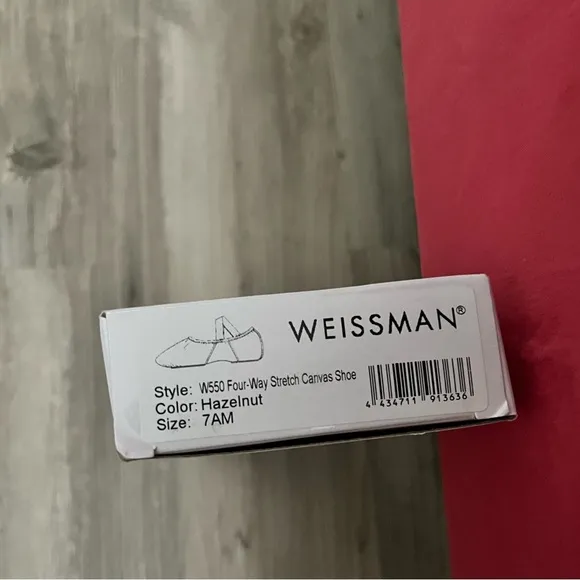 WEISSMAN®
Style: W550 Four-Way Stretch Canvas Shoe
Color: Hazelnut
Size: 7AM
4 434711 913636